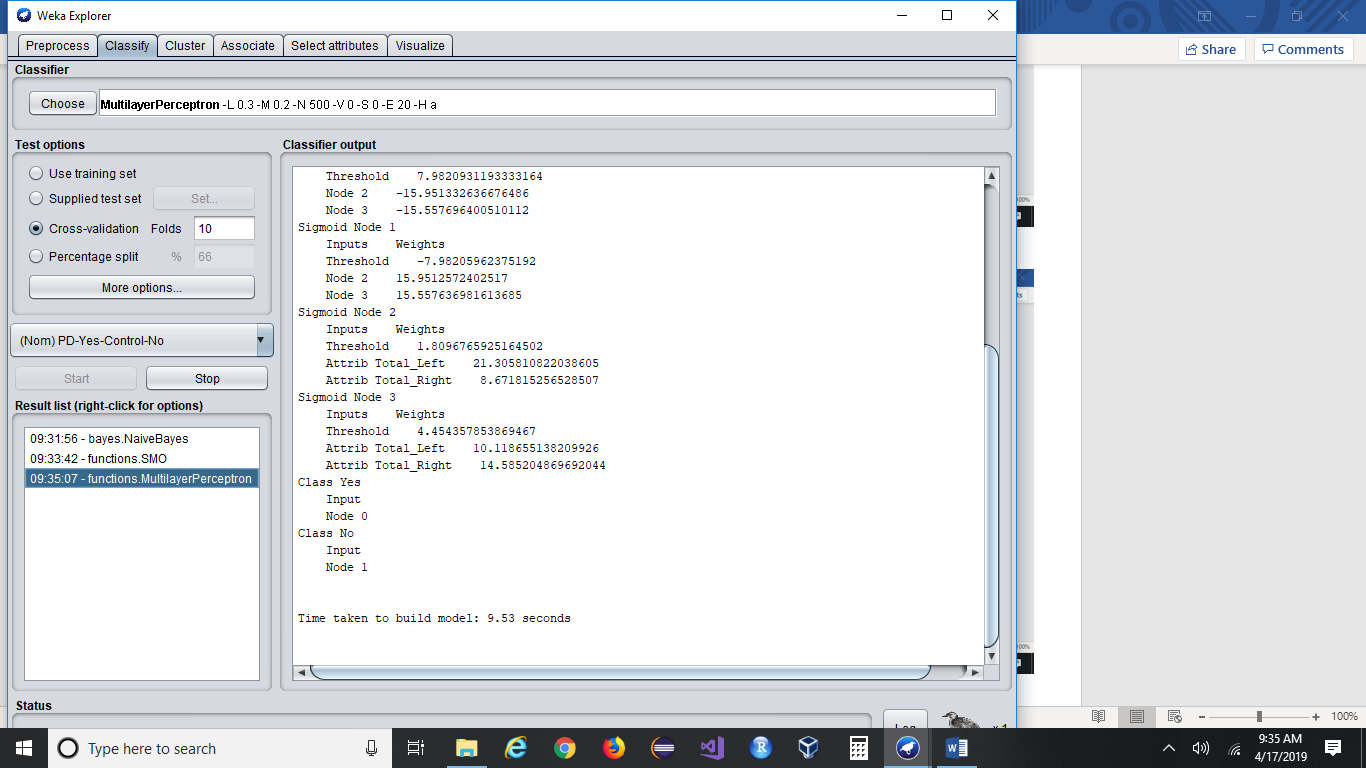 Weka Explorer
Preprocess Classify Cluster Associate Select attributes Visualize
Classifier
Choose MultilayerPerceptron -L 0.3 -M 0.2 -N 500 -V 0 -S 0 -E 20 -H a
Test options
Use training set
Supplied test set Set...
Cross-validation Folds 10
Percentage split % 66
More options...
(Nom) PD-Yes-Control-No
Start Stop
Result list (right-click for options)
09:31:56 - bayes.NaiveBayes
09:33:42 - functions.SMO
09:35:07 - functions.MultilayerPerceptron
Classifier output
Threshold 7.9820931193333164
Node 2 -15.951332636676486
Node 3 -15.557696400510112
Sigmoid Node 1
Inputs Weights
Threshold -7.98205962375192
Node 2 15.9512572402517
Node 3 15.557636981613685
Sigmoid Node 2
Inputs Weights
Threshold 1.8096765925164502
Attrib Total_Left 21.305810822038605
Attrib Total_Right 8.671815256528507
Sigmoid Node 3
Inputs Weights
Threshold 4.454357853869467
Attrib Total_Left 10.118655138209926
Attrib Total_Right 14.585204869692044
Class Yes
Input
Node 0
Class No
Input
Node 1
Time taken to build model: 9.53 seconds
Status
Log x 1
Share Comments
100%
Type here to search
9:35 AM
4/17/2019